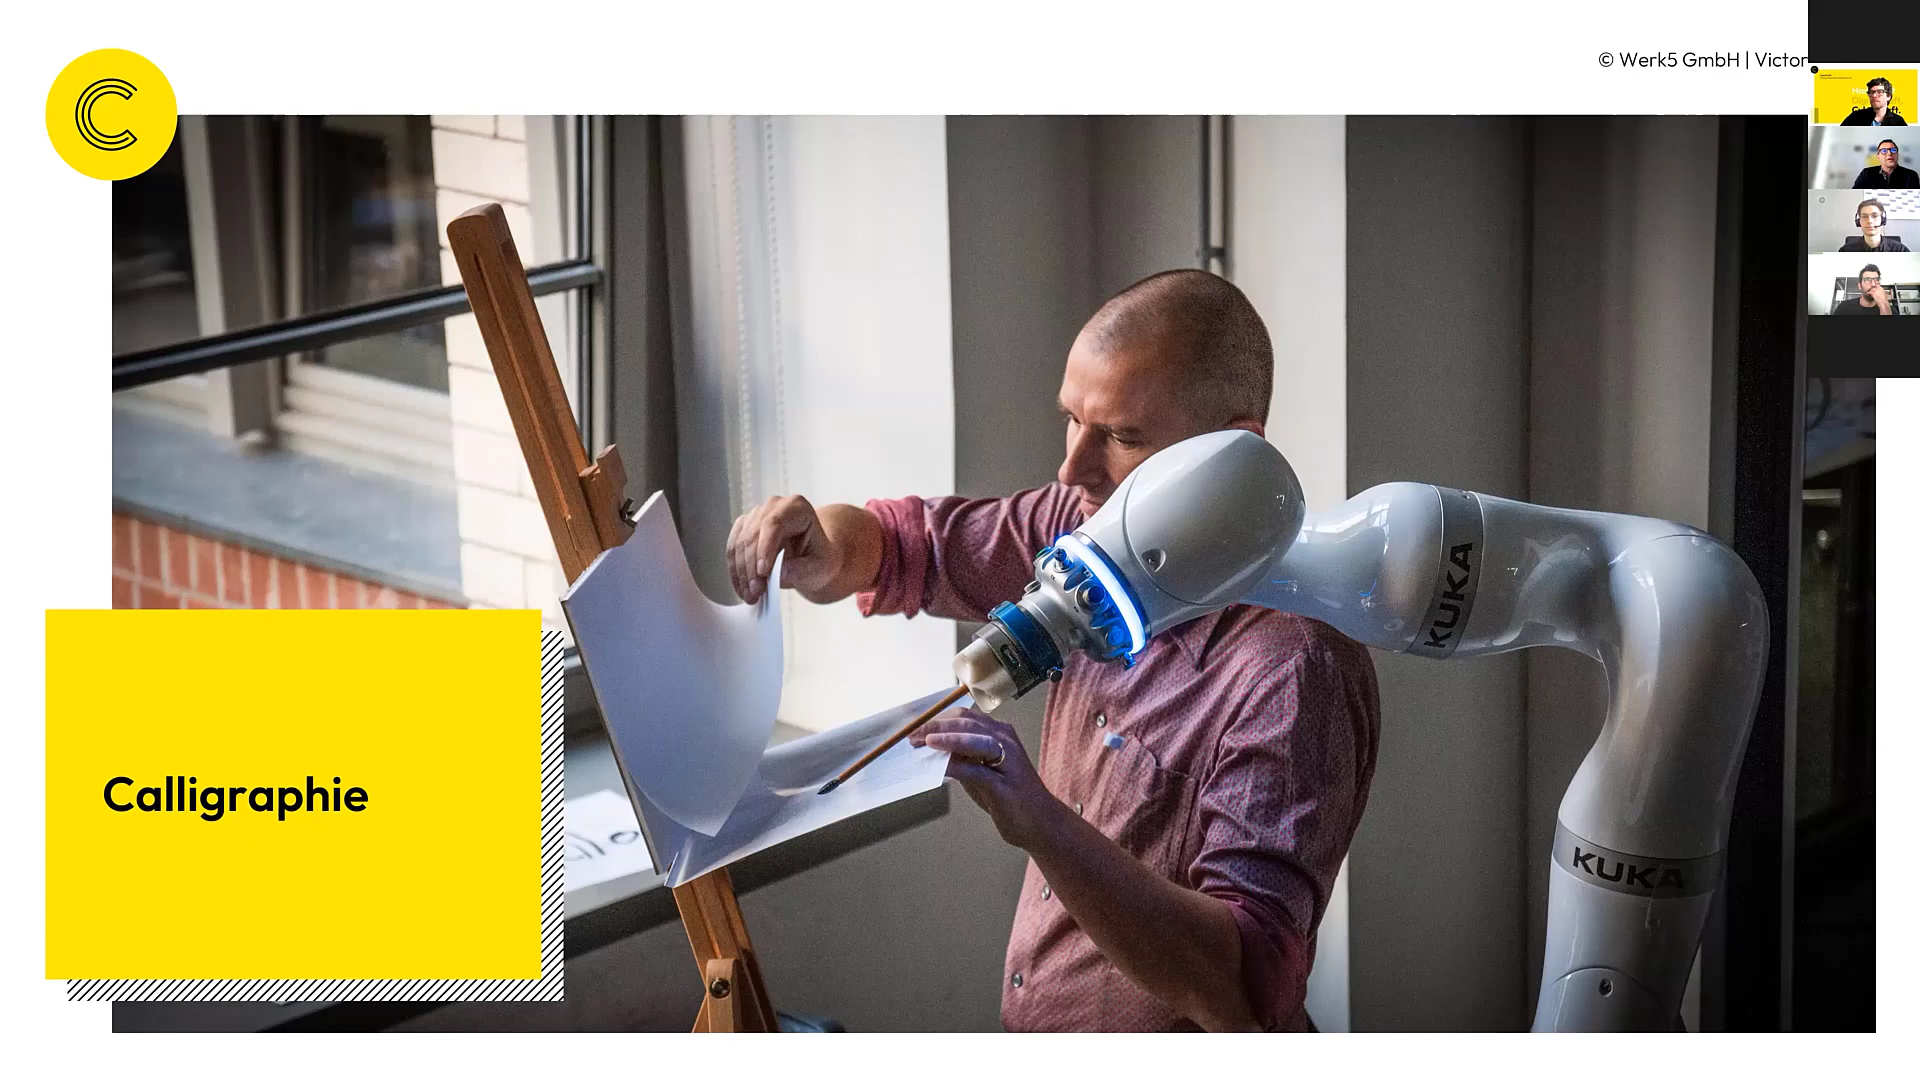 © Werk5 GmbH | Victor
C
KUKA
KUKA
Calligraphie